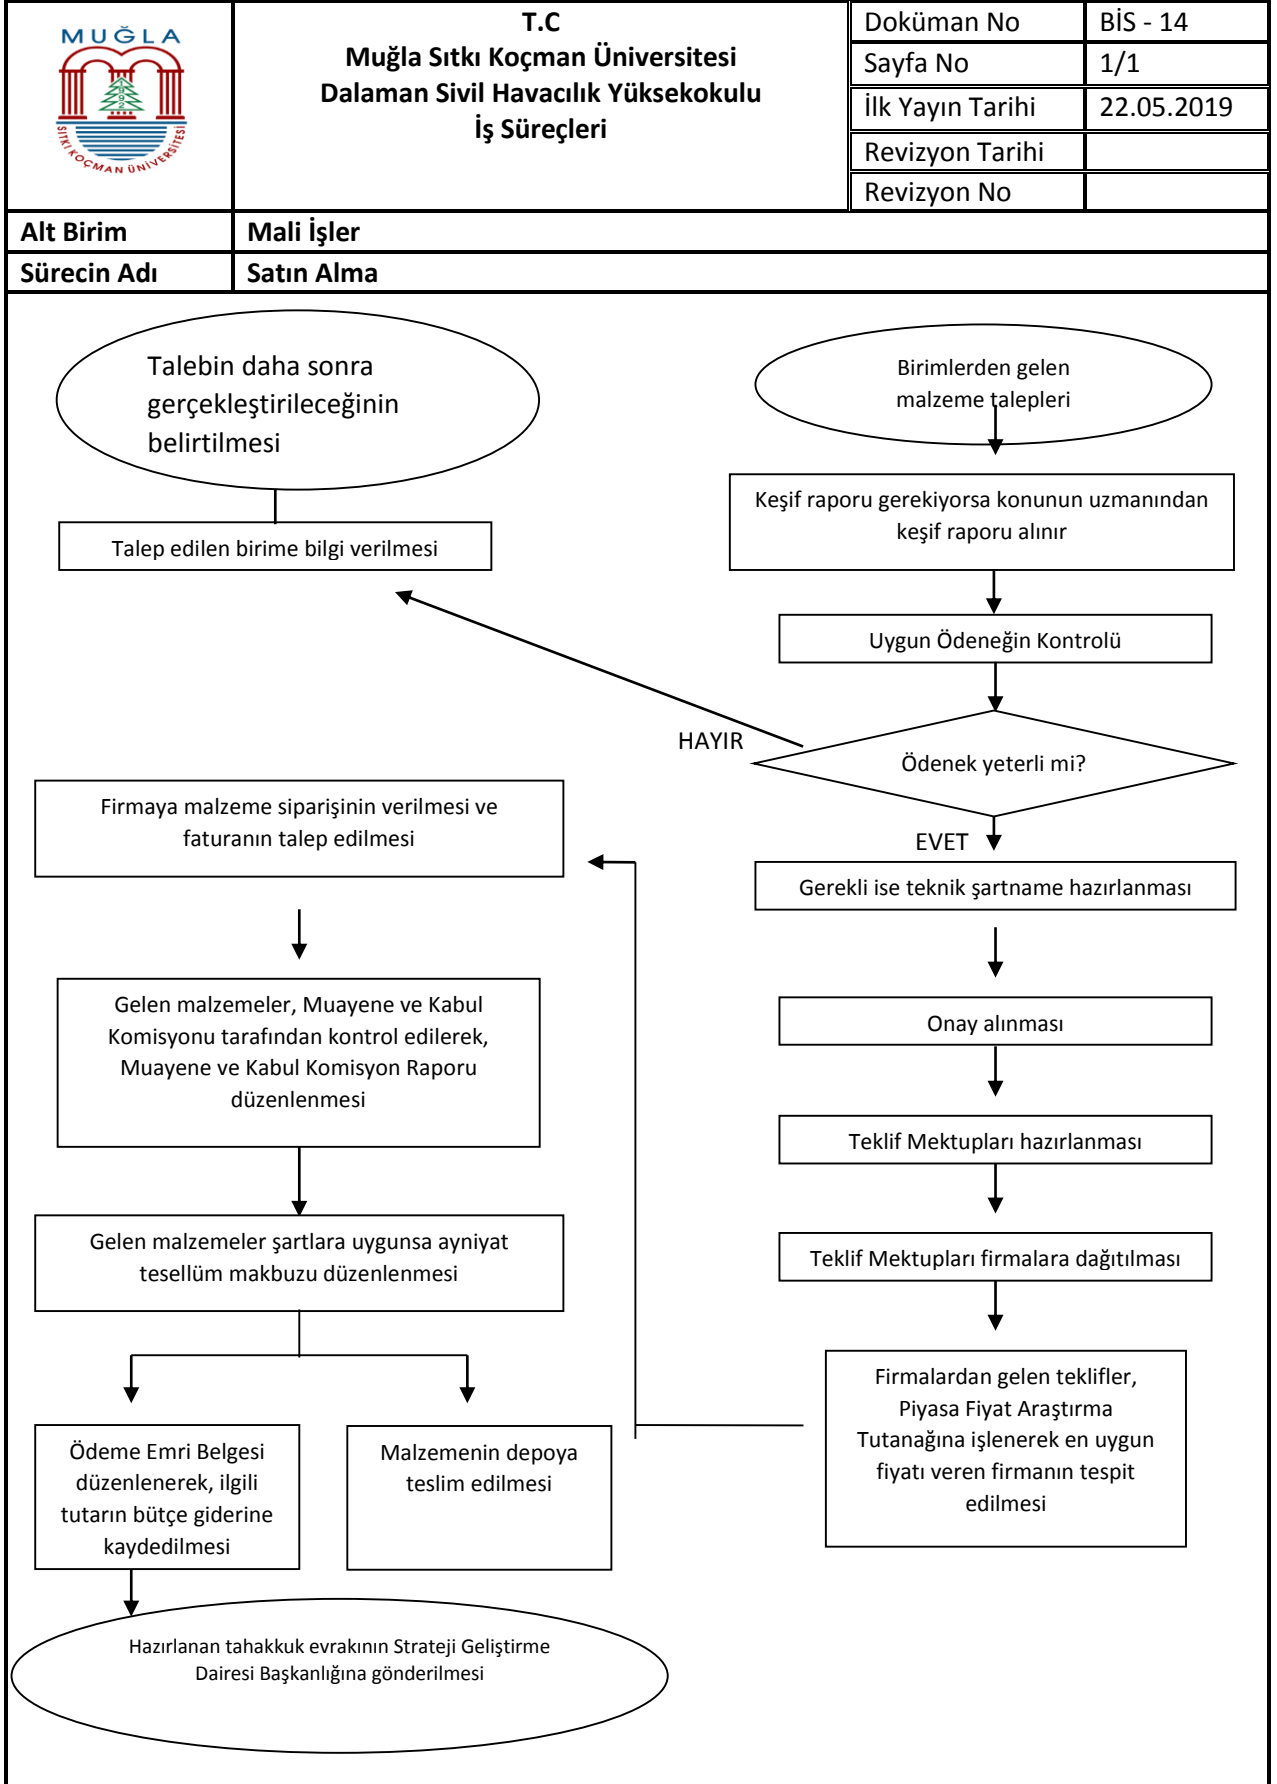 MUĞLA
1992
SITKI KOÇMAN ÜNİVERSİTESİ
T.C
Muğla Sıtkı Koçman Üniversitesi
Dalaman Sivil Havacılık Yüksekokulu
İş Süreçleri
Doküman No BİS - 14
Sayfa No 1/1
İlk Yayın Tarihi 22.05.2019
Revizyon Tarihi
Revizyon No
Alt Birim Mali İşler
Sürecin Adı Satın Alma
Talebin daha sonra
gerçekleştirileceğinin
belirtilmesi
Talep edilen birime bilgi verilmesi
Birimlerden gelen
malzeme talepleri
Keşif raporu gerekiyorsa konunun uzmanından
keşif raporu alınır
Uygun Ödeneğin Kontrolü
HAYIR
Ödenek yeterli mi?
EVET
Gerekli ise teknik şartname hazırlanması
Onay alınması
Teklif Mektupları hazırlanması
Teklif Mektupları firmalara dağıtılması
Firmalardan gelen teklifler,
Piyasa Fiyat Araştırma
Tutanağına işlenerek en uygun
fiyatı veren firmanın tespit
edilmesi
Firmaya malzeme siparişinin verilmesi ve
faturanın talep edilmesi
Gelen malzemeler, Muayene ve Kabul
Komisyonu tarafından kontrol edilerek,
Muayene ve Kabul Komisyon Raporu
düzenlenmesi
Gelen malzemeler şartlara uygunsa ayniyat
tesellüm makbuzu düzenlenmesi
Ödeme Emri Belgesi
düzenlenerek, ilgili
tutarın bütçe giderine
kaydedilmesi
Malzemenin depoya
teslim edilmesi
Hazırlanan tahakkuk evrakının Strateji Geliştirme
Dairesi Başkanlığına gönderilmesi